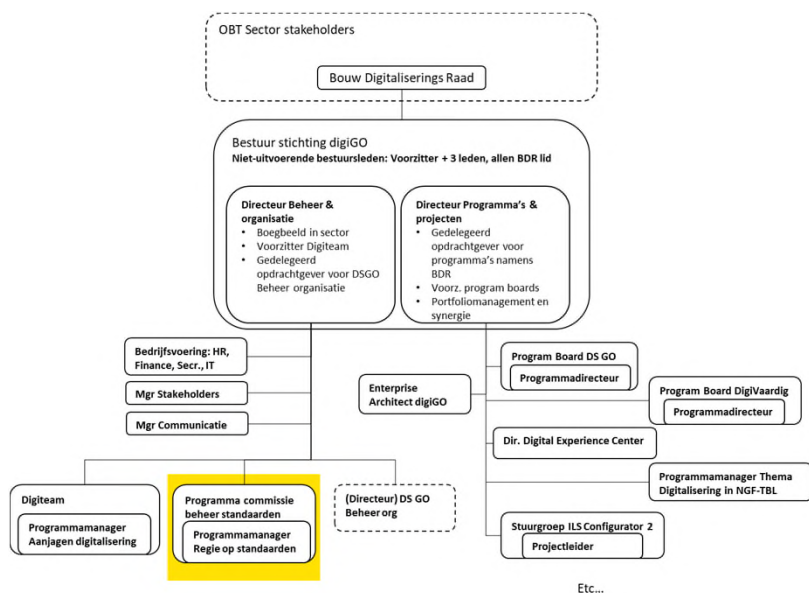 OBT Sector stakeholders
Bouw Digitaliserings Raad
Bestuur stichting digiGO
Niet-uitvoerende bestuursleden: Voorzitter + 3 leden, allen BDR lid
Directeur Beheer &
organisatie
• Boegbeeld in sector
• Voorzitter Digiteam
• Gedelegeerd
opdrachtgever voor DSGO
Beheer organisatie
Directeur Programma's &
projecten
• Gedelegeerd
opdrachtgever voor
programma's namens
BDR
• Voorz. program boards
• Portfoliomanagement en
synergie
Bedrijfsvoering: HR,
Finance, Secr., IT
Mgr Stakeholders
Mgr Communicatie
Enterprise
Architect digiGO
Program Board DS GO
Programmadirecteur
Program Board DigiVaardig
Programmadirecteur
Dir. Digital Experience Center
Programmamanager Thema
Digitalisering in NGF-TBL
Stuurgroep ILS Configurator 2
Projectleider
Digiteam
Programmamanager
Aanjagen digitalisering
Programma commissie
beheer standaarden
Programmamanager
Regie op standaarden
(Directeur) DS GO
Beheer org
Etc...